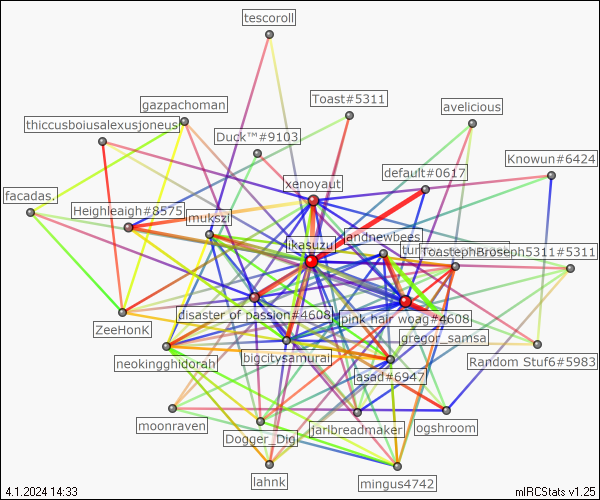 tescoroll
gazpachoman
Toast#5311
avelicious
thiccusboiusalexusjoneus
Duck™#9103
Knowun#6424
default#0617
xenoyaut
facadas.
Heighleaigh#8575
mukszi
andnewbees
ikasuzu
ToastephBroseph5311#5311
disaster of passion#4608
pink hair woag#4608
ZeeHonK
gregor_samsa
bigcitysamurai
neokingghidorah
Random Stuf6#5983
lasad#6947
moonraven
jarlbreadmaker
ogshroom
Dogger_Dig
lahnk
mingus4742
4.1.2024 14:33
mIRCStats v1.25